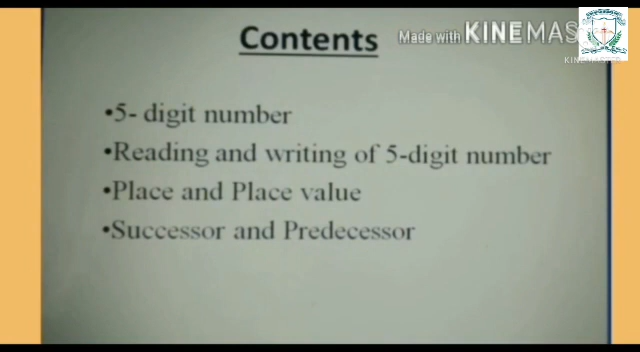 Contents
Made with KINEMAS
KINEMASTER
•5- digit number
•Reading and writing of 5-digit number
•Place and Place value
•Successor and Predecessor